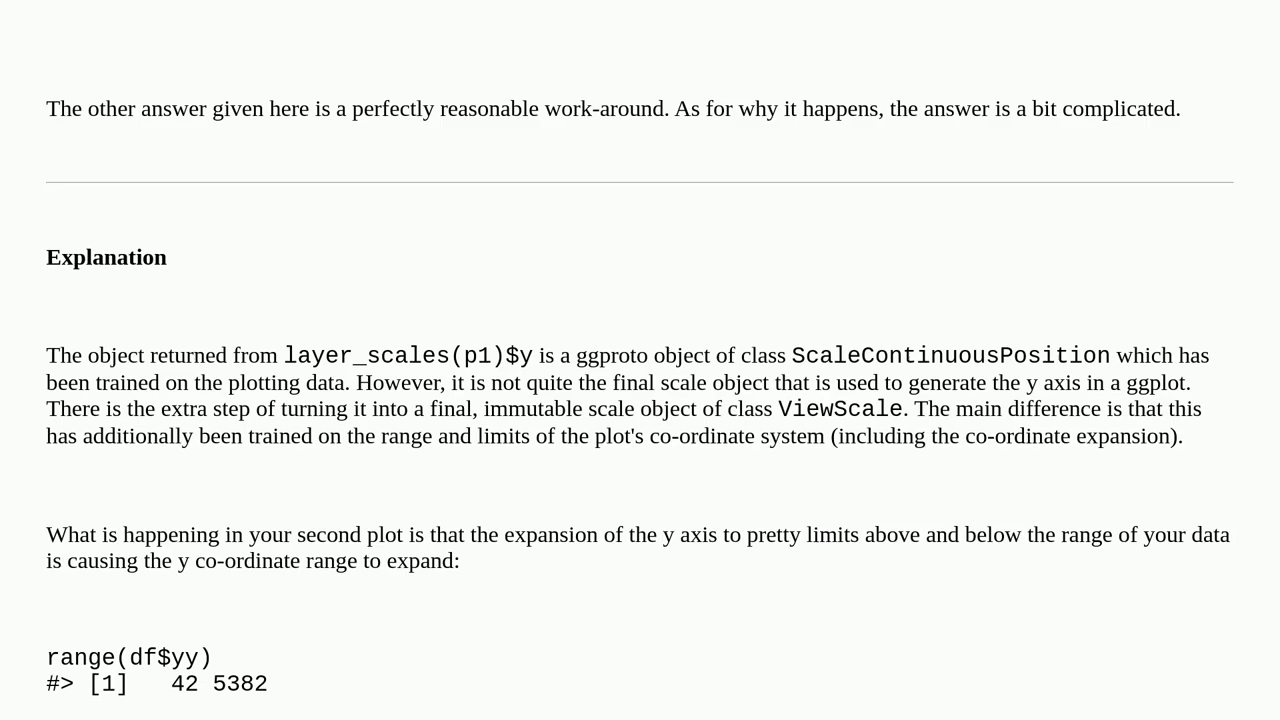 The other answer given here is a perfectly reasonable work-around. As for why it happens, the answer is a bit complicated.
Explanation
The object returned from layer_scales(p1)$y is a ggproto object of class ScaleContinuousPosition which has
been trained on the plotting data. However, it is not quite the final scale object that is used to generate the y axis in a ggplot.
There is the extra step of turning it into a final, immutable scale object of class ViewScale. The main difference is that this
has additionally been trained on the range and limits of the plot's co-ordinate system (including the co-ordinate expansion).
What is happening in your second plot is that the expansion of the y axis to pretty limits above and below the range of your data
is causing the y co-ordinate range to expand:
range(df$yy)
#> [1]   42 5382